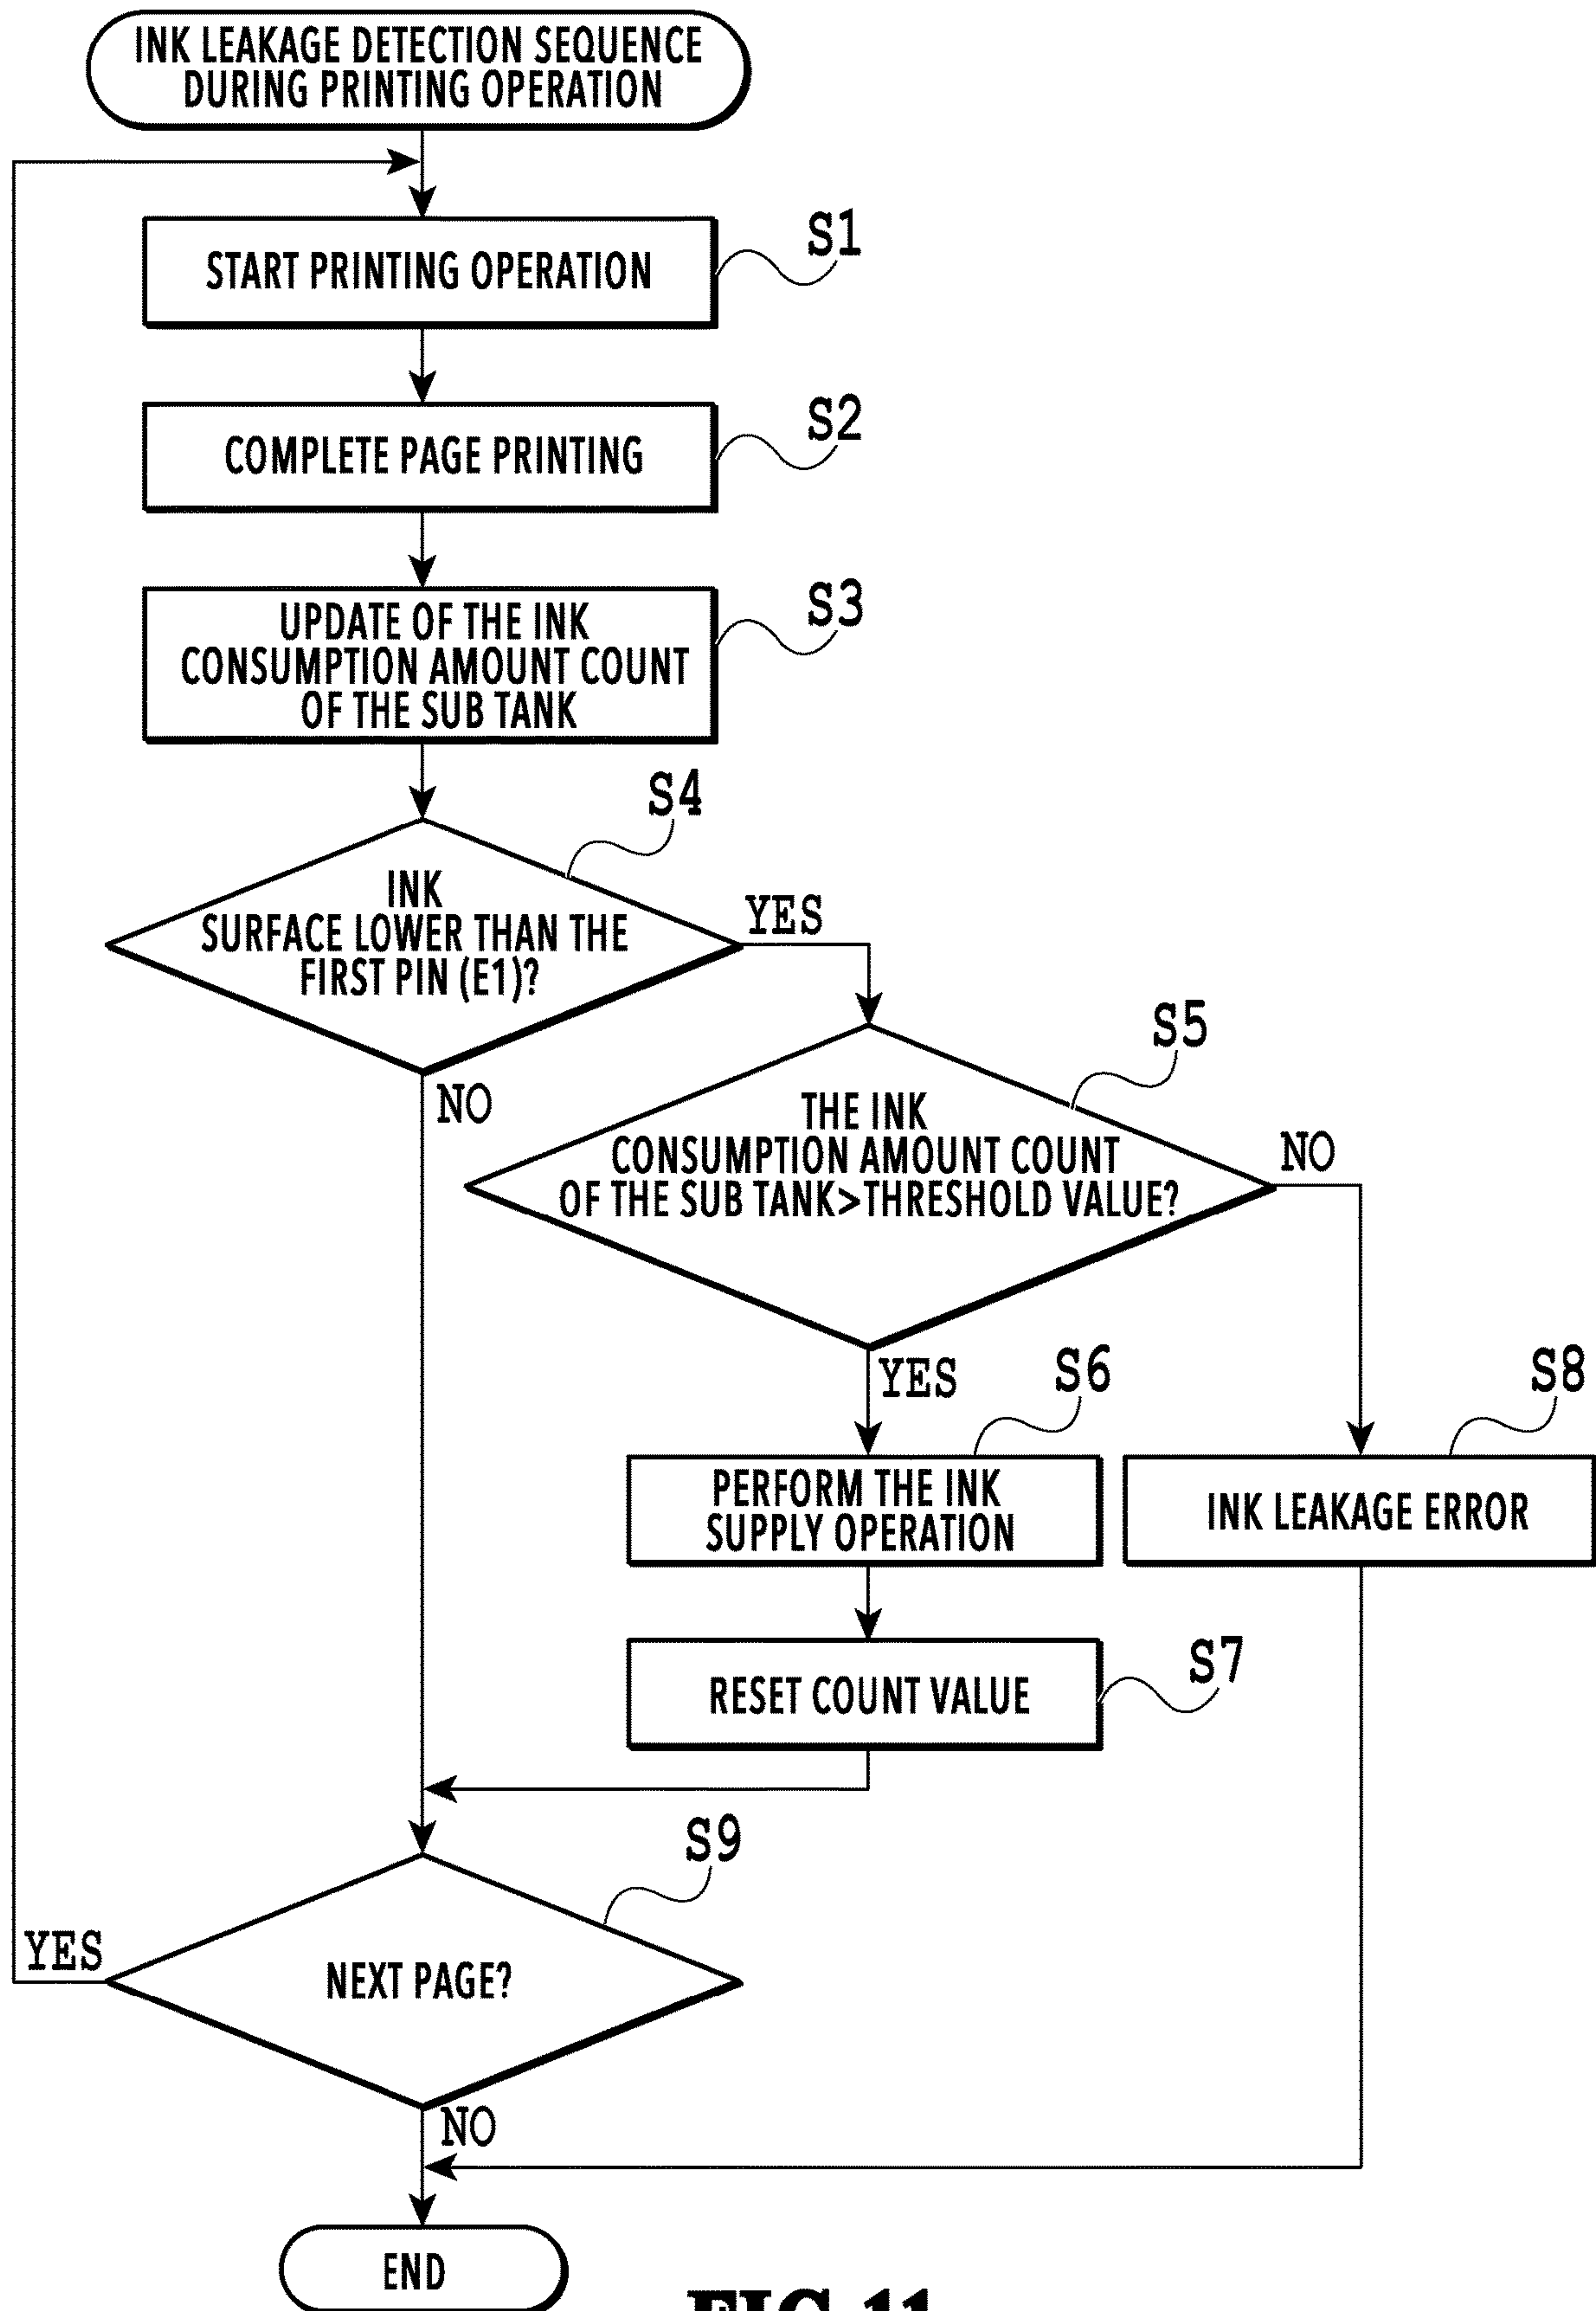 INK LEAKAGE DETECTION SEQUENCE
DURING PRINTING OPERATION
START PRINTING OPERATION
S1
COMPLETE PAGE PRINTING
S2
UPDATE OF THE INK
CONSUMPTION AMOUNT COUNT
OF THE SUB TANK
S3
S4
INK
SURFACE LOWER THAN THE
FIRST PIN (E1)?
YES
NO
S5
THE INK
CONSUMPTION AMOUNT COUNT
OF THE SUB TANK>THRESHOLD VALUE?
NO
YES
S6
S8
PERFORM THE INK
SUPPLY OPERATION
INK LEAKAGE ERROR
RESET COUNT VALUE
S7
S9
YES
NEXT PAGE?
NO
END
FIG.11